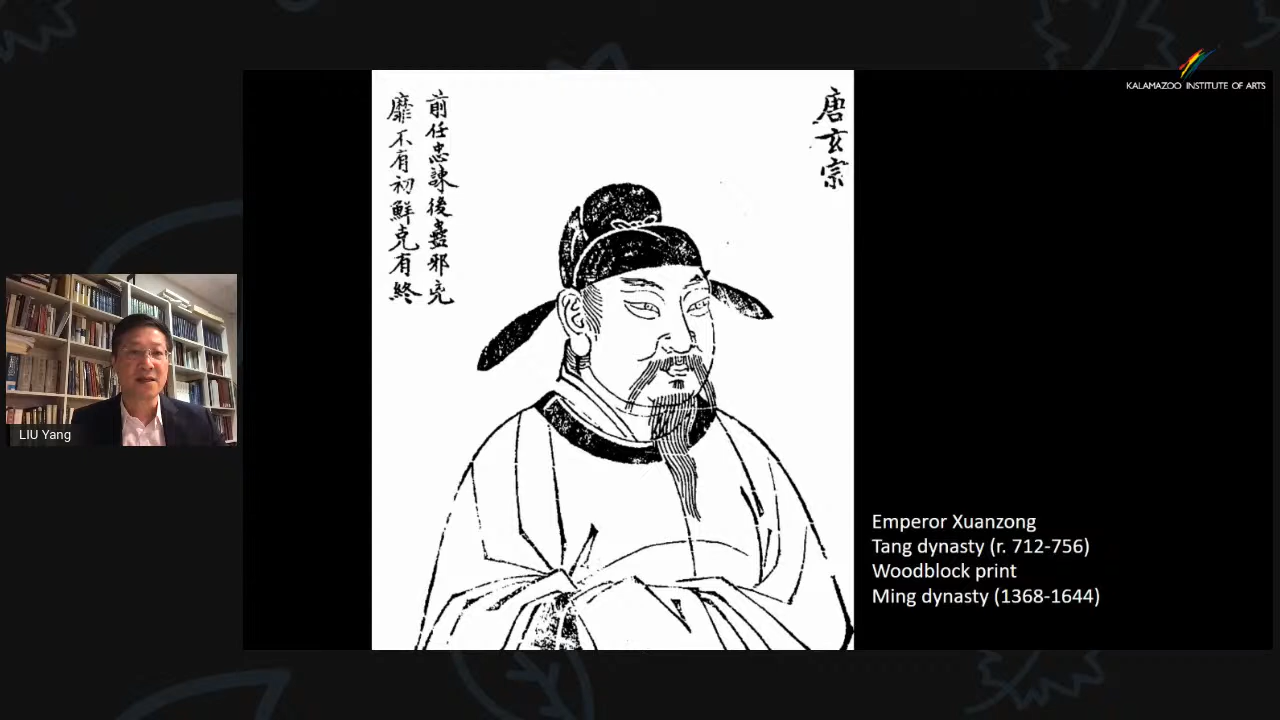 KALAMAZOO INSTITUTE OF ARTS
唐玄宗
前任忠諫後蠱邪兇
靡不有初鮮克有終
LIU Yang
Emperor Xuanzong
Tang dynasty (r. 712-756)
Woodblock print
Ming dynasty (1368-1644)